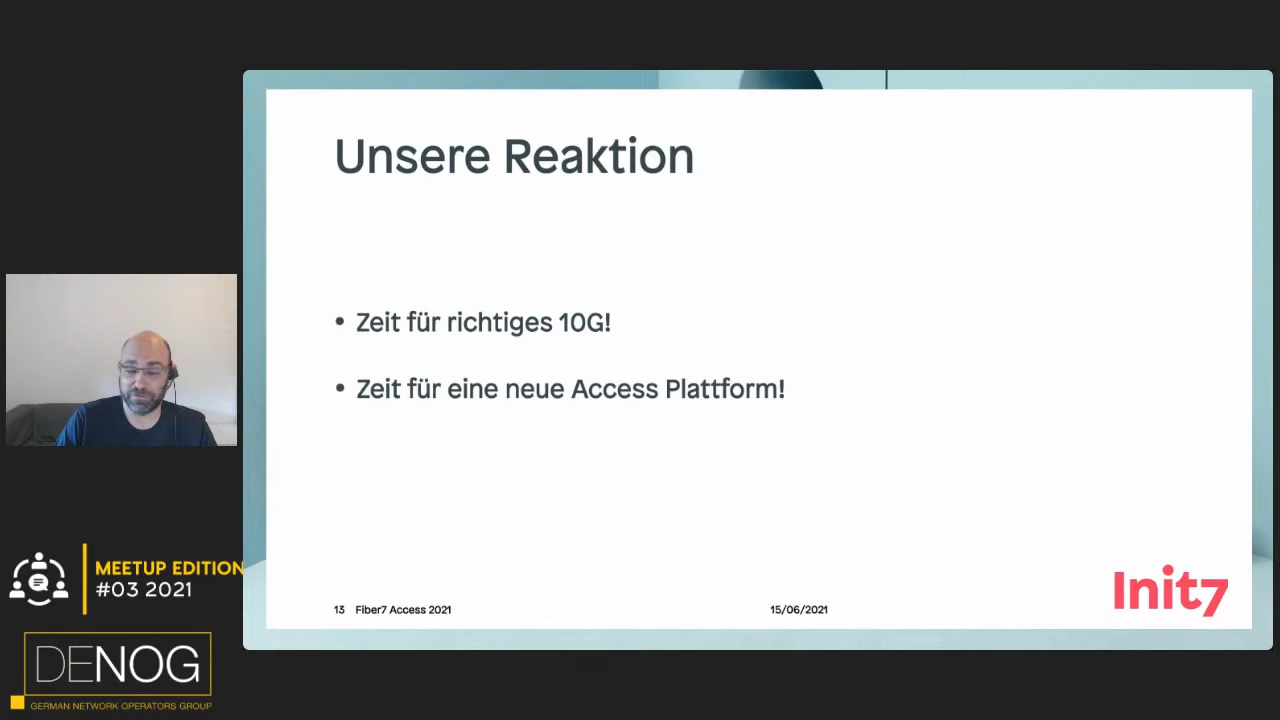 Unsere Reaktion
• Zeit für richtiges 10G!
• Zeit für eine neue Access Plattform!
13 Fiber7 Access 2021
15/06/2021
Init7
MEETUP EDITION
#03 2021
DENOG
GERMAN NETWORK OPERATORS GROUP